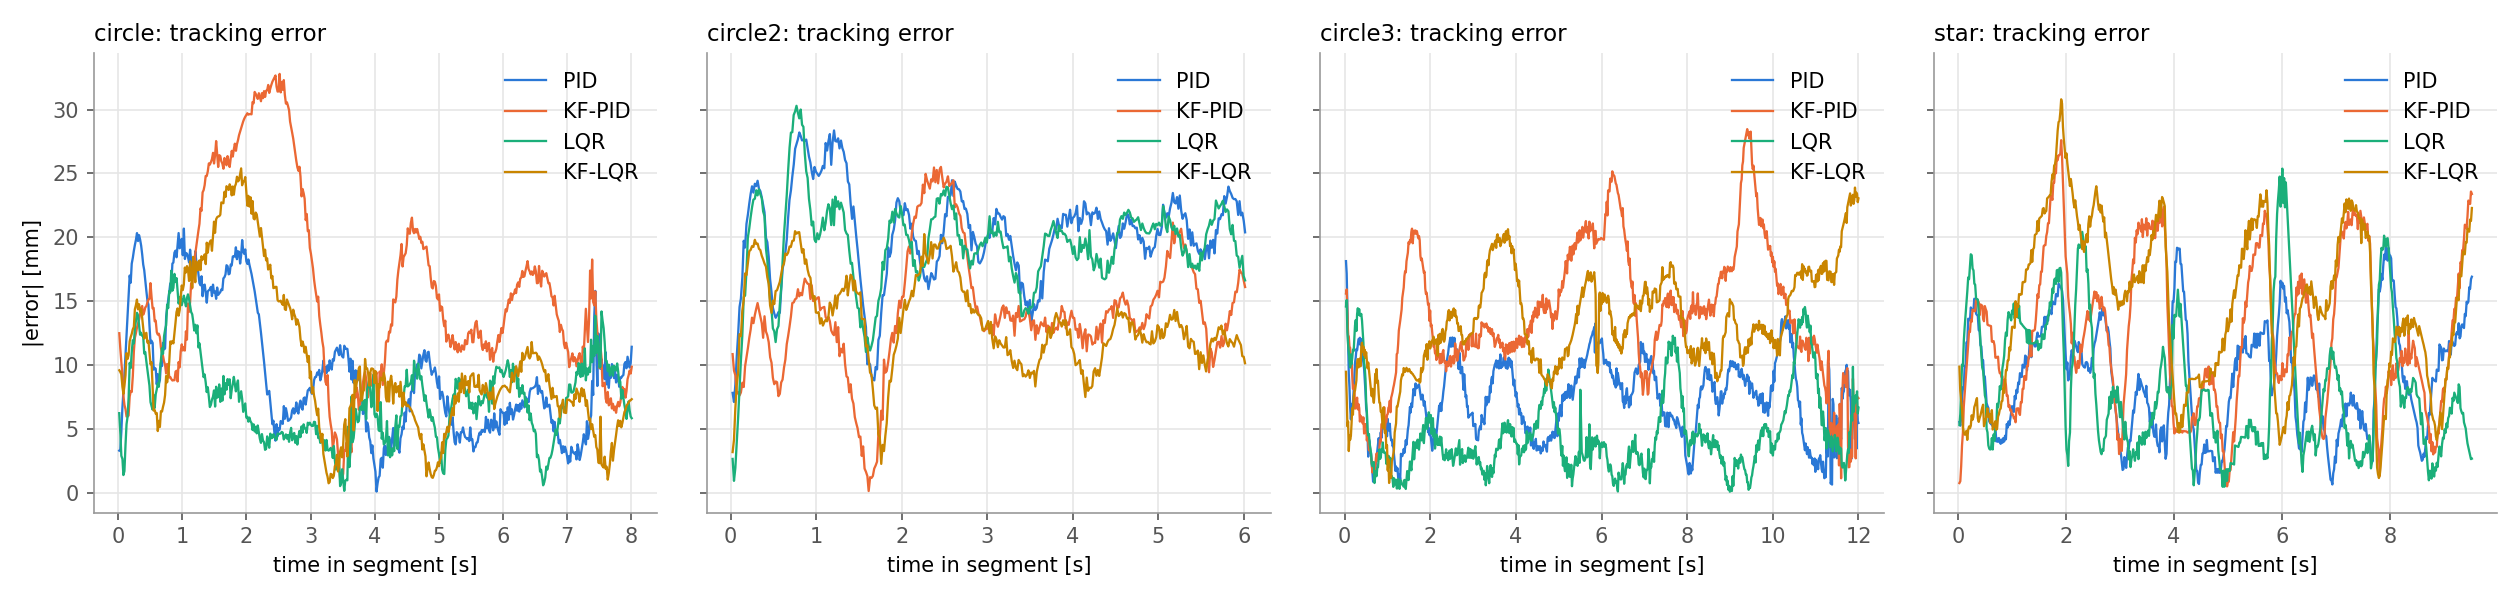 circle: tracking error
|error| [mm]
30
25
20
15
10
5
0
PID
KF-PID
LQR
KF-LQR
0 1 2 3 4 5 6 7 8
time in segment [s]
circle2: tracking error
PID
KF-PID
LQR
KF-LQR
0 1 2 3 4 5 6
time in segment [s]
circle3: tracking error
PID
KF-PID
LQR
KF-LQR
0 2 4 6 8 10 12
time in segment [s]
star: tracking error
PID
KF-PID
LQR
KF-LQR
0 2 4 6 8
time in segment [s]